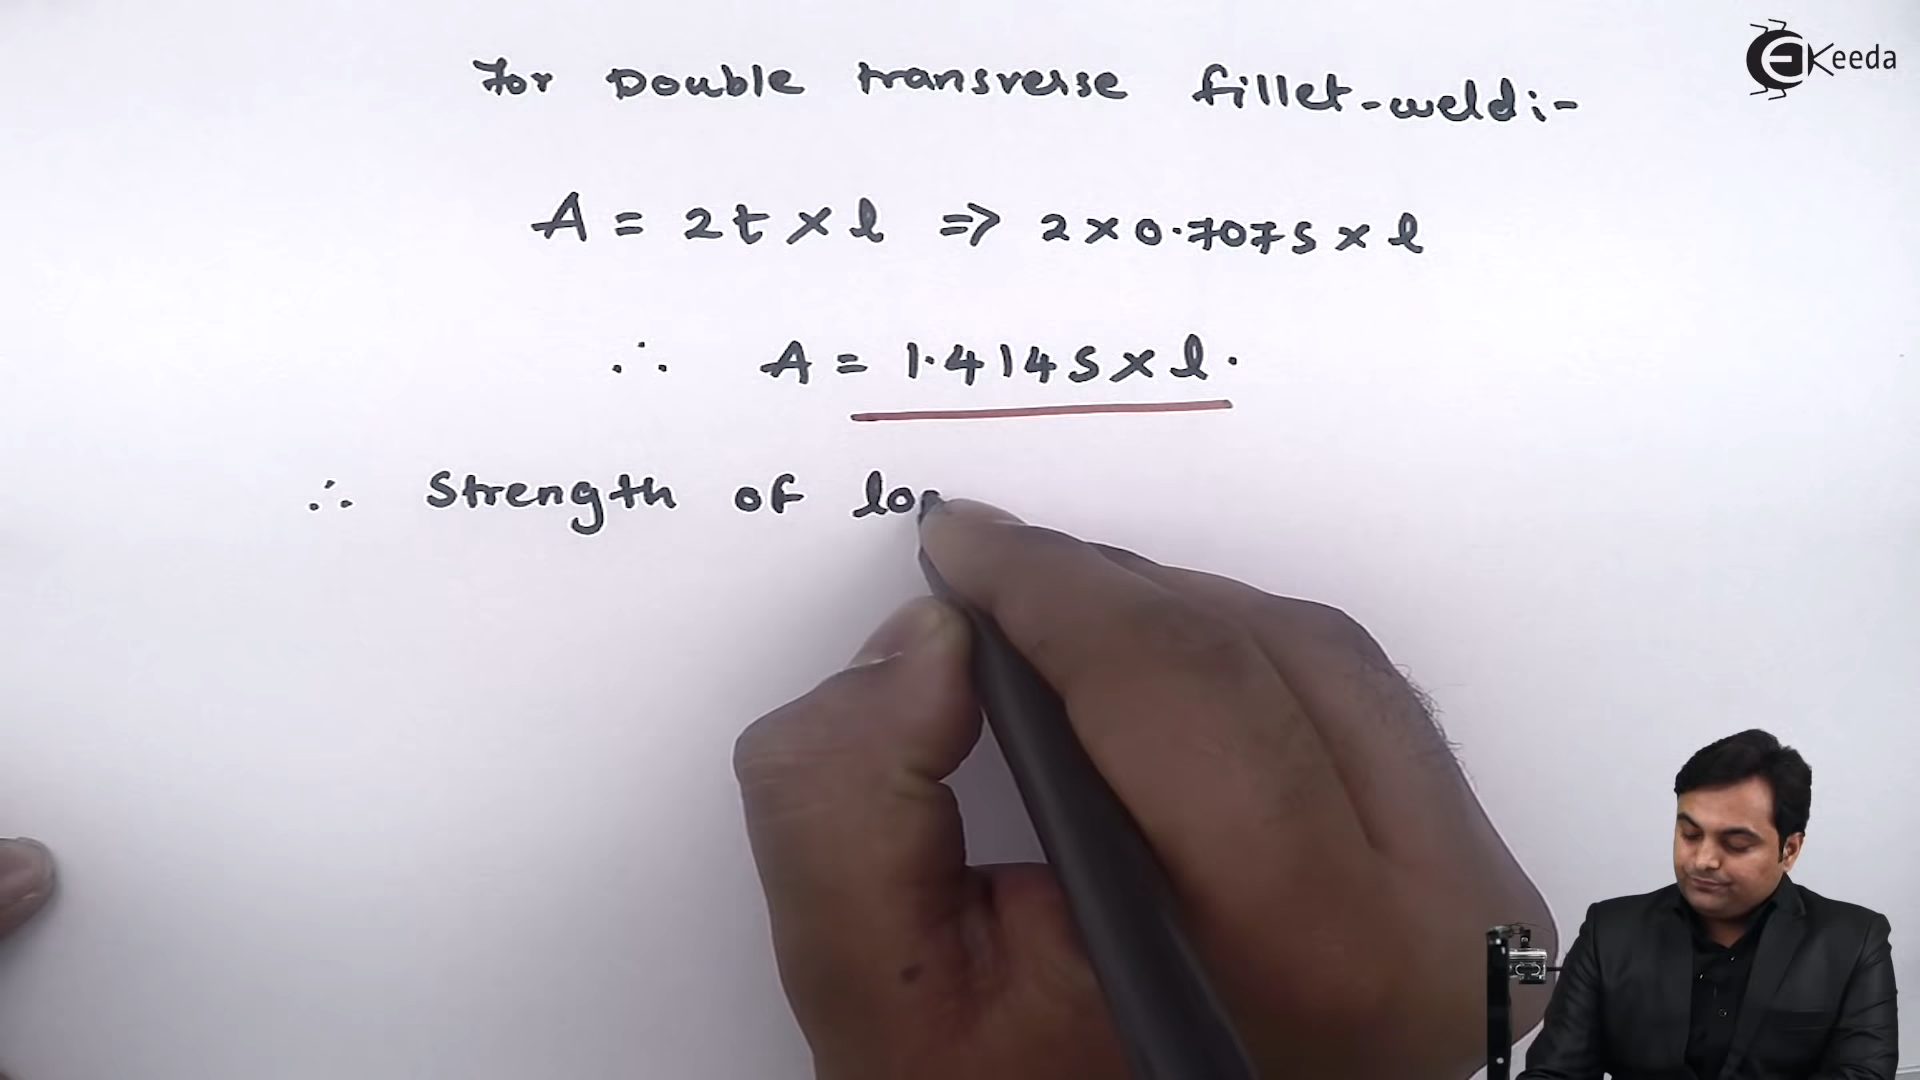 Ekeeda
For Double transverse fillet-weld:-
A = 2t × l ⇒ 2×0.707s × l
∴ A = 1.414s × l.
∴ Strength of lo